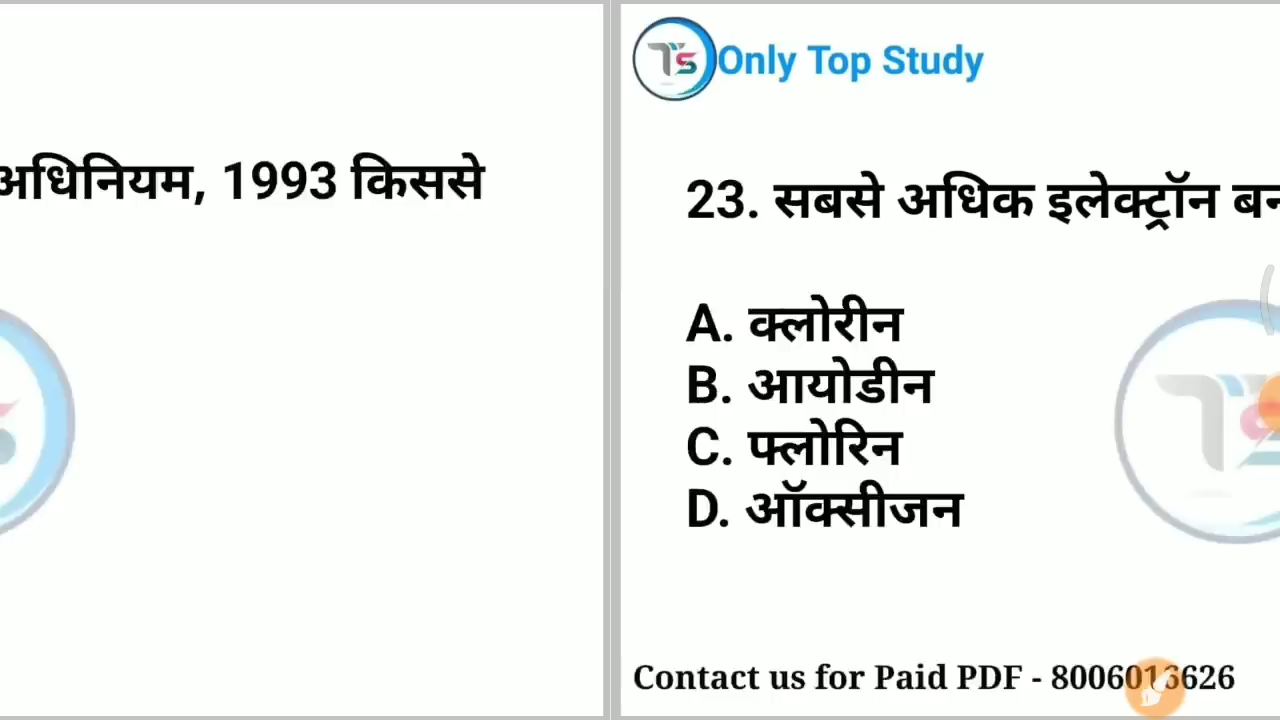 अधिनियम, 1993 किससे
TS Only Top Study
23. सबसे अधिक इलेक्ट्रॉन
A. क्लोरीन
B. आयोडीन
C. फ्लोरिन
D. ऑक्सीजन
Contact us for Paid PDF - 8006013626